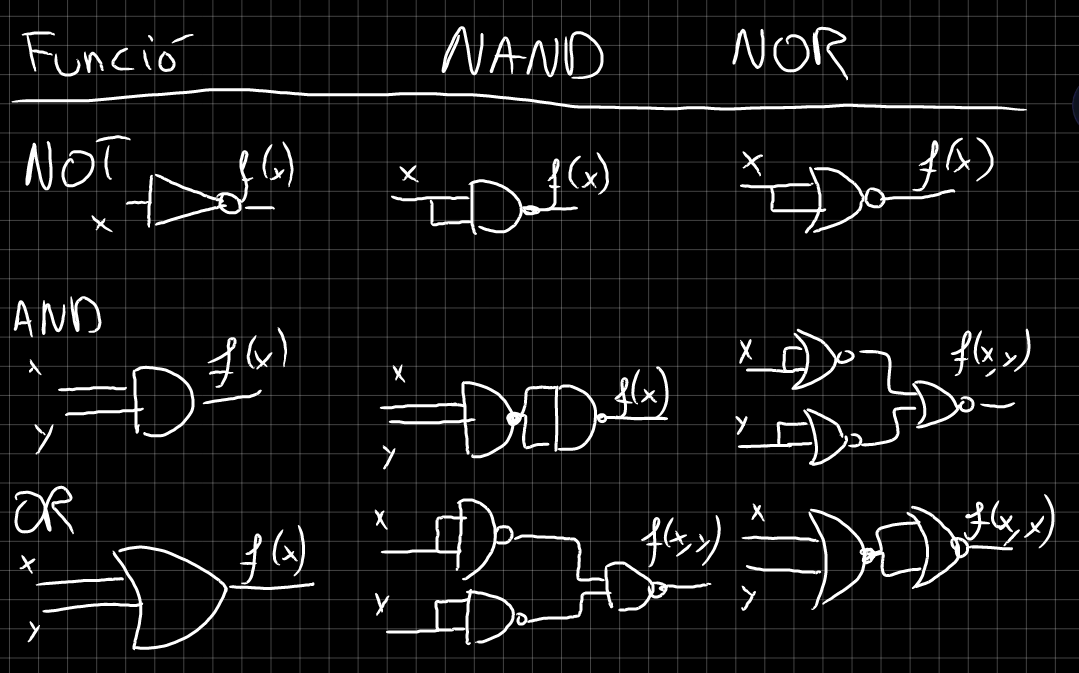 Funció NAND NOR
NOT x f(x) x f(x) x f(x)
AND
x y f(x) x y f(x) x y f(x,y)
OR
x y f(x) x y f(x,y) x y f(x,x)